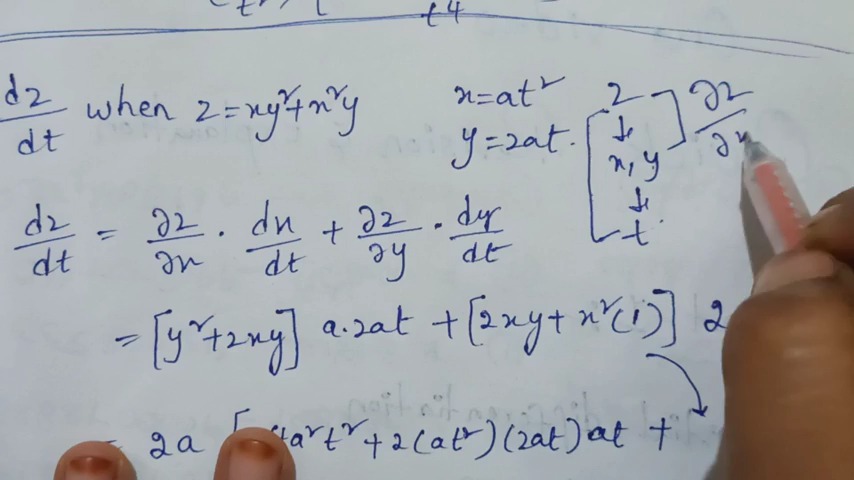 t4
dz/dt when z = xy²+x²y x=at² z ∂z/∂x
y=2at. ↓
x, y
↓
t.
dz/dt = ∂z/∂x . dx/dt + ∂z/∂y . dy/dt
= [y²+2xy] a.2at + [2xy+x²(1)] 2
= 2a [4a²t²+2(at²)(2at)at +